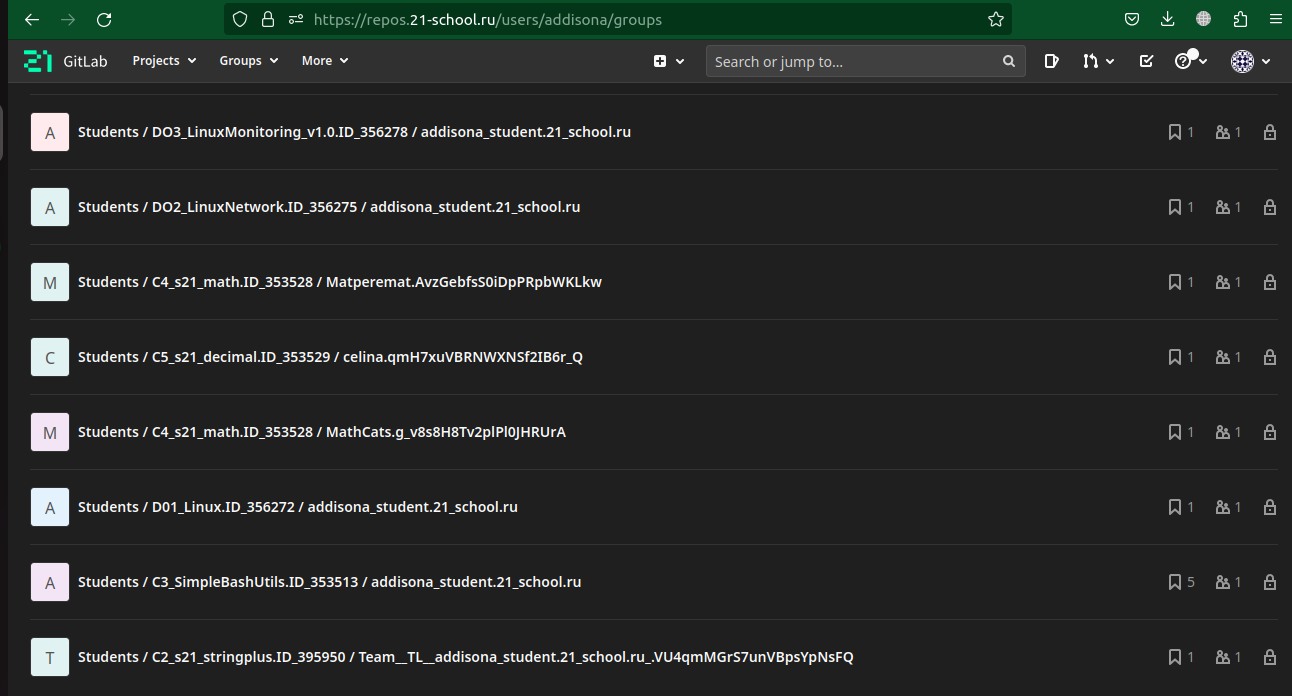 https://repos.21-school.ru/users/addisona/groups
21 GitLab Projects Groups More Search or jump to...
A Students / DO3_LinuxMonitoring_v1.0.ID_356278 / addisona_student.21_school.ru 1 1
A Students / DO2_LinuxNetwork.ID_356275 / addisona_student.21_school.ru 1 1
M Students / C4_s21_math.ID_353528 / Matperemat.AvzGebfsS0iDpPRpbWKLkw 1 1
C Students / C5_s21_decimal.ID_353529 / celina.qmH7xuVBRNWXNSf2IB6r_Q 1 1
M Students / C4_s21_math.ID_353528 / MathCats.g_v8s8H8Tv2plPl0JHRUrA 1 1
A Students / D01_Linux.ID_356272 / addisona_student.21_school.ru 1 1
A Students / C3_SimpleBashUtils.ID_353513 / addisona_student.21_school.ru 5 1
T Students / C2_s21_stringplus.ID_395950 / Team__TL__addisona_student.21_school.ru_.VU4qmMGrS7unVBpsYpNsFQ 1 1